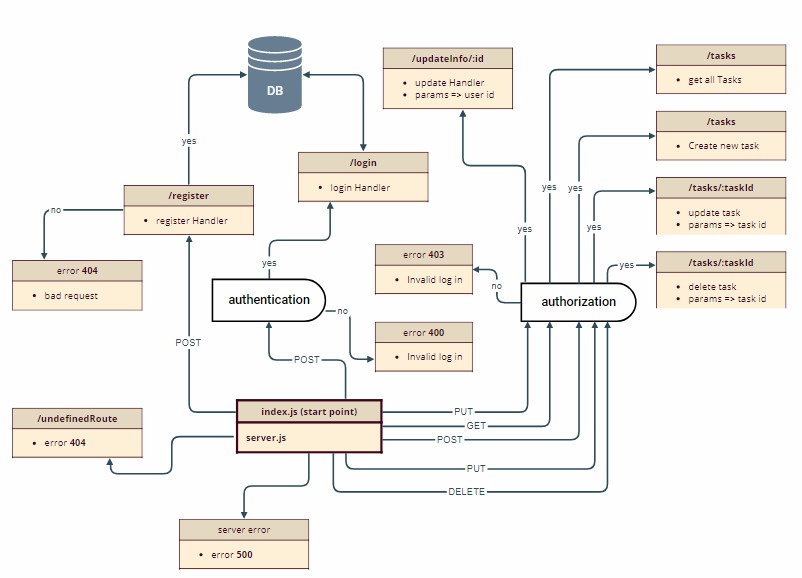 DB
/updateInfo/:id
update Handler
params => user id
/tasks
get all Tasks
/tasks
Create new task
/tasks/:taskId
update task
params => task id
/tasks/:taskId
delete task
params => task id
/login
login Handler
yes
/register
register Handler
no
error 404
bad request
yes
yes
yes
yes
yes
yes
error 403
Invalid log in
no
authentication
no
authorization
error 400
Invalid log in
POST
POST
index.js (start point)
server.js
PUT
GET
POST
PUT
DELETE
/undefinedRoute
error 404
server error
error 500